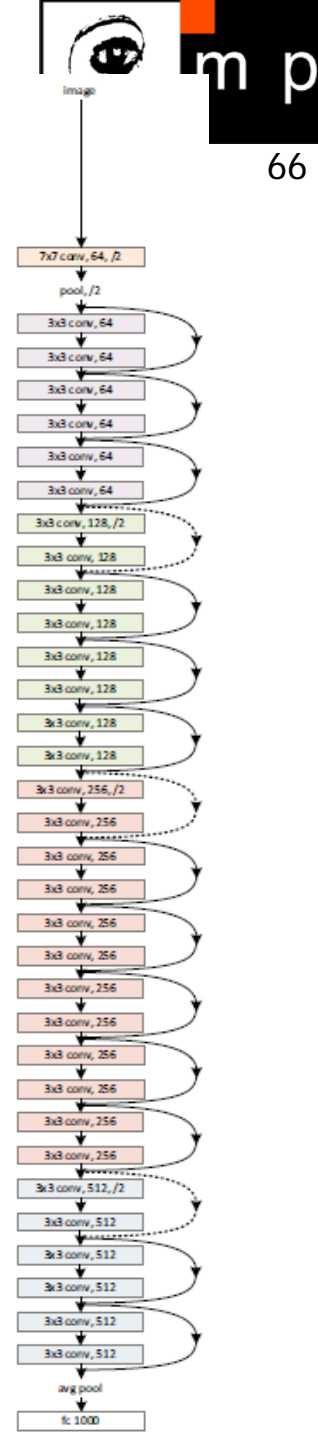 m p
66
image
7x7 conv, 64, /2
pool, /2
3x3 conv, 64
3x3 conv, 64
3x3 conv, 64
3x3 conv, 64
3x3 conv, 64
3x3 conv, 64
3x3 conv, 128, /2
3x3 conv, 128
3x3 conv, 128
3x3 conv, 128
3x3 conv, 128
3x3 conv, 128
3x3 conv, 128
3x3 conv, 128
3x3 conv, 256, /2
3x3 conv, 256
3x3 conv, 256
3x3 conv, 256
3x3 conv, 256
3x3 conv, 256
3x3 conv, 256
3x3 conv, 256
3x3 conv, 256
3x3 conv, 256
3x3 conv, 256
3x3 conv, 256
3x3 conv, 512, /2
3x3 conv, 512
3x3 conv, 512
3x3 conv, 512
3x3 conv, 512
3x3 conv, 512
avg pool
fc 1000